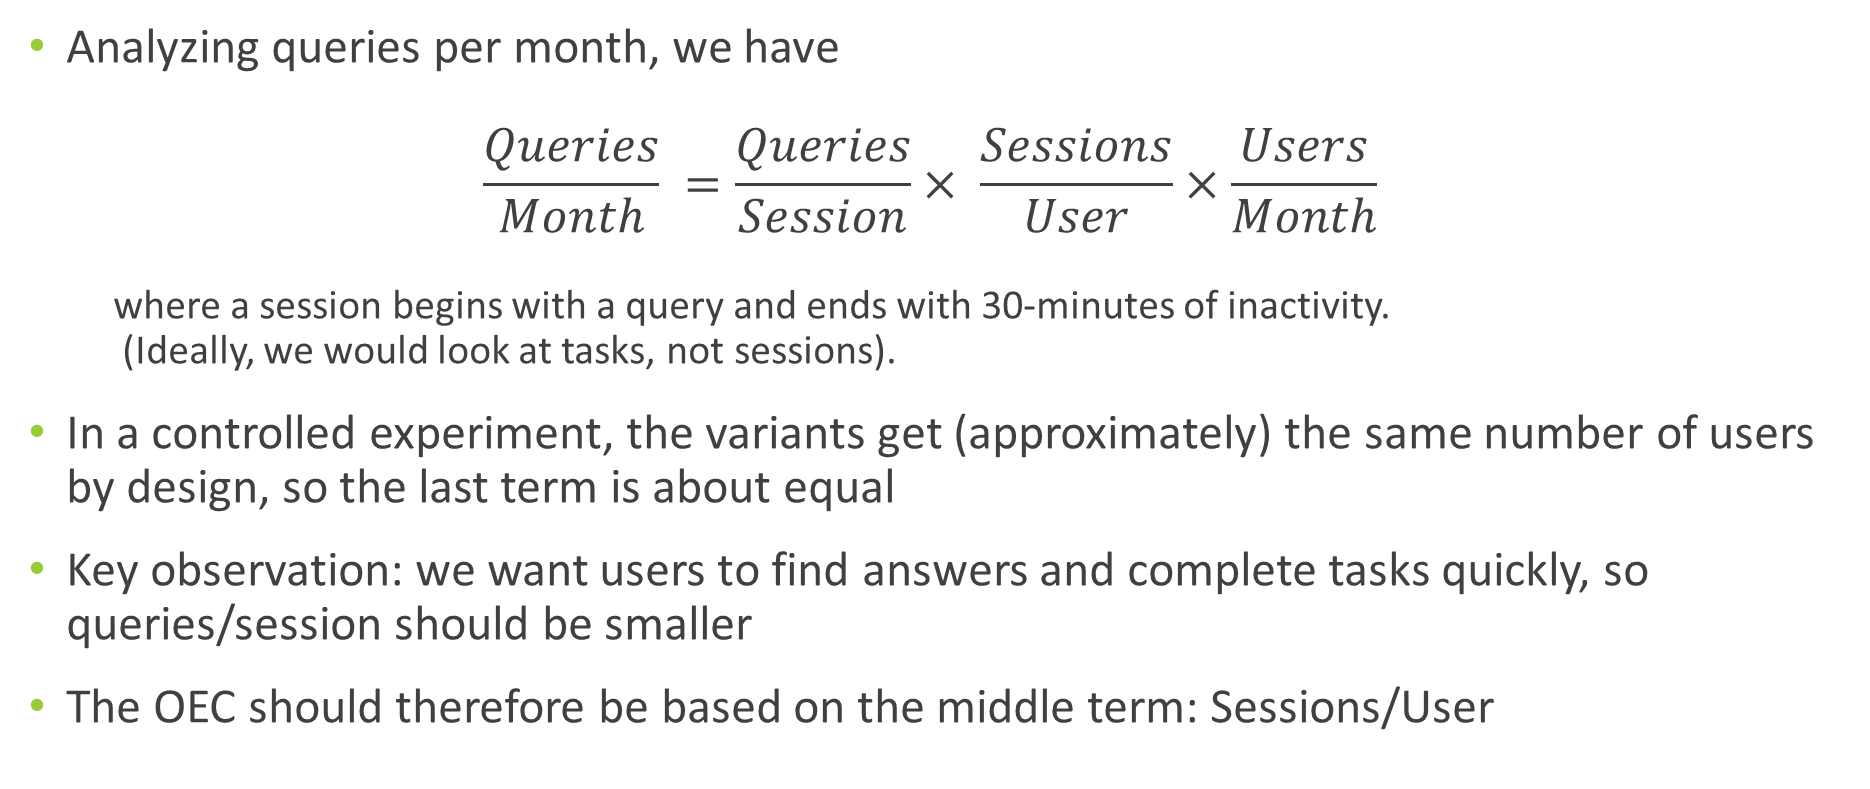 • Analyzing queries per month, we have
Queries/Month = Queries/Session × Sessions/User × Users/Month
where a session begins with a query and ends with 30-minutes of inactivity.
(Ideally, we would look at tasks, not sessions).
• In a controlled experiment, the variants get (approximately) the same number of users
by design, so the last term is about equal
• Key observation: we want users to find answers and complete tasks quickly, so
queries/session should be smaller
• The OEC should therefore be based on the middle term: Sessions/User